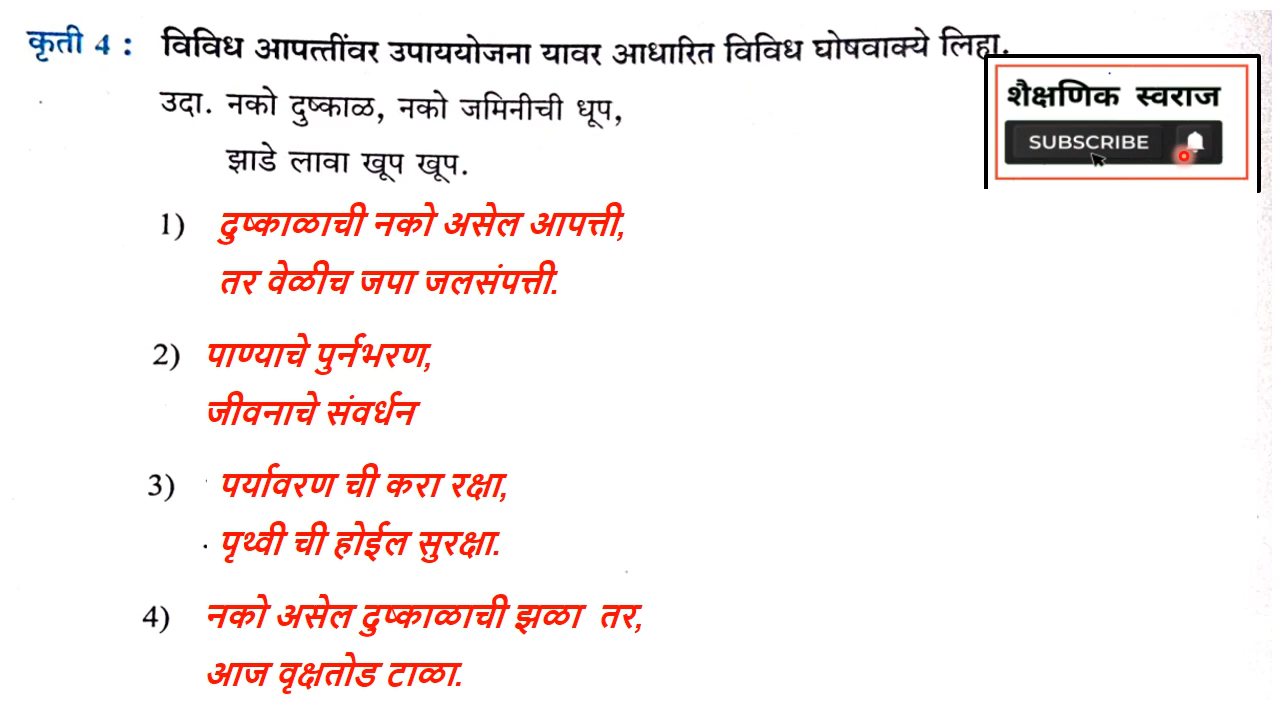 कृती 4 : विविध आपत्तींवर उपाययोजना यावर आधारित विविध घोषवाक्ये लिहा.
उदा. नको दुष्काळ, नको जमिनीची धूप,
झाडे लावा खूप खूप.
शैक्षणिक स्वराज
SUBSCRIBE
1) दुष्काळाची नको असेल आपत्ती,
तर वेळीच जपा जलसंपत्ती.
2) पाण्याचे पुर्नभरण,
जीवनाचे संवर्धन
3) पर्यावरण ची करा रक्षा,
पृथ्वी ची होईल सुरक्षा.
4) नको असेल दुष्काळाची झळा तर,
आज वृक्षतोड टाळा.